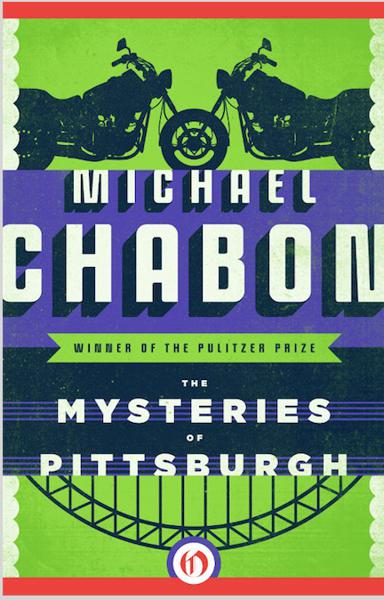 MICHAEL
CHABON
WINNER OF THE PULITZER PRIZE
THE
MYSTERIES
OF
PITTSBURGH